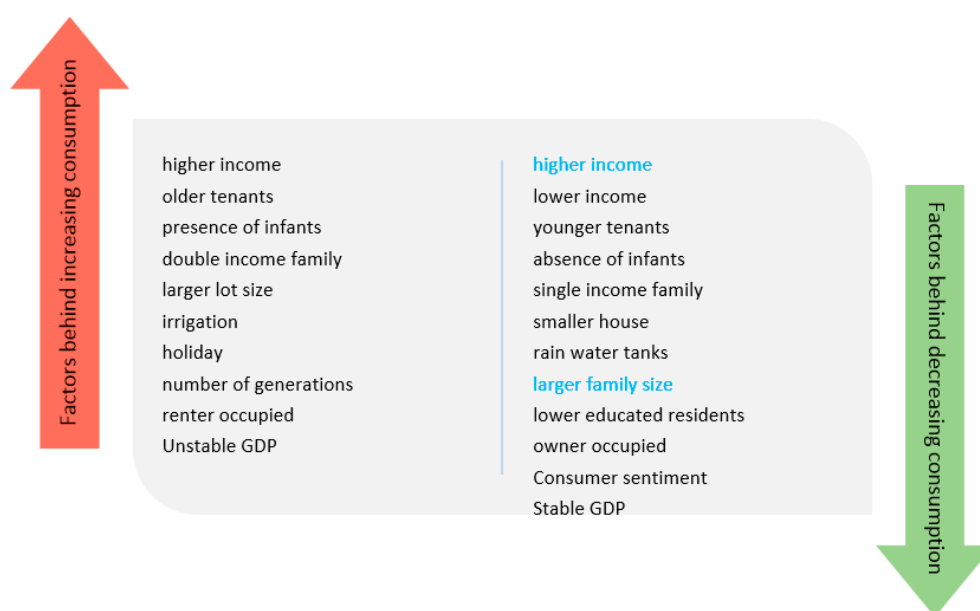 Factors behind increasing consumption
higher income
older tenants
presence of infants
double income family
larger lot size
irrigation
holiday
number of generations
renter occupied
Unstable GDP
higher income
lower income
younger tenants
absence of infants
single income family
smaller house
rain water tanks
larger family size
lower educated residents
owner occupied
Consumer sentiment
Stable GDP
Factors behind decreasing consumption